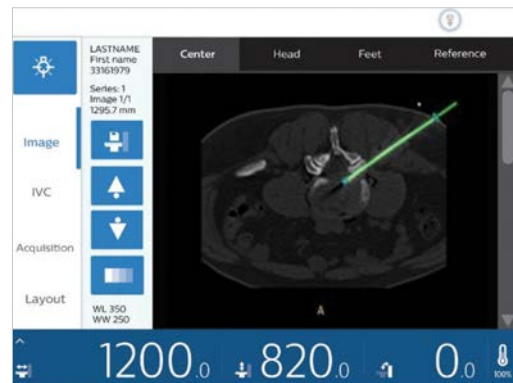 LASTNAME
First name
33161979
Series: 1
Image 1/1
1295.7 mm
Center
Head
Feet
Reference
Image
IVC
Acquisition
Layout
WL 350
WW 250
A
1200.0
820.0
0.0
100%